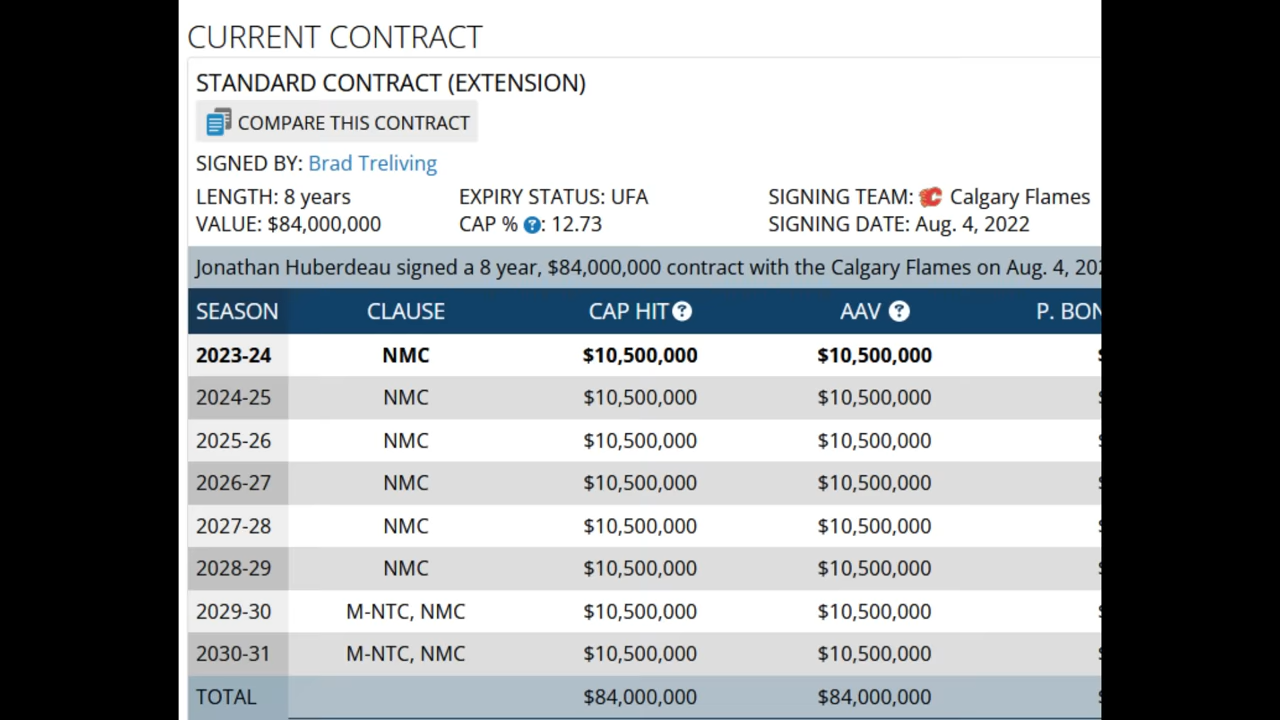 CURRENT CONTRACT
STANDARD CONTRACT (EXTENSION)
COMPARE THIS CONTRACT
SIGNED BY: Brad Treliving
LENGTH: 8 years EXPIRY STATUS: UFA SIGNING TEAM: Calgary Flames
VALUE: $84,000,000 CAP % ?: 12.73 SIGNING DATE: Aug. 4, 2022
Jonathan Huberdeau signed a 8 year, $84,000,000 contract with the Calgary Flames on Aug. 4, 202
SEASON CLAUSE CAP HIT ? AAV ? P. BON
2023-24 NMC $10,500,000 $10,500,000
2024-25 NMC $10,500,000 $10,500,000
2025-26 NMC $10,500,000 $10,500,000
2026-27 NMC $10,500,000 $10,500,000
2027-28 NMC $10,500,000 $10,500,000
2028-29 NMC $10,500,000 $10,500,000
2029-30 M-NTC, NMC $10,500,000 $10,500,000
2030-31 M-NTC, NMC $10,500,000 $10,500,000
TOTAL $84,000,000 $84,000,000